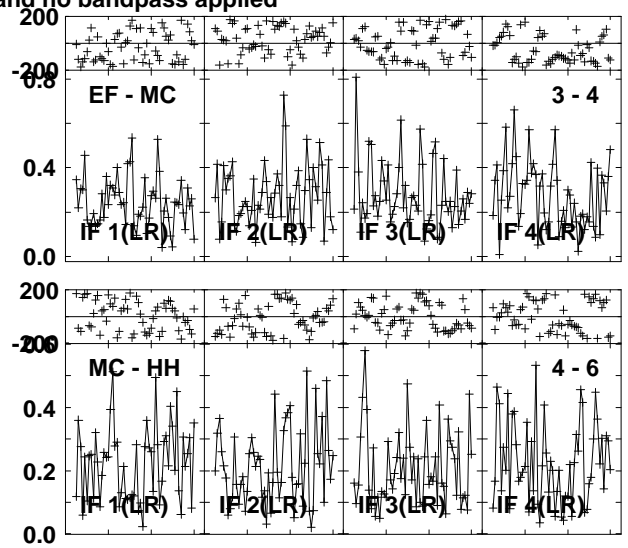 and no bandpass applied
200
-200
0.8
EF - MC
3 - 4
0.4
IF 1(LR)
IF 2(LR)
IF 3(LR)
IF 4(LR)
0.0
200
-200
0.6
MC - HH
4 - 6
0.4
0.2
IF 1(LR)
IF 2(LR)
IF 3(LR)
IF 4(LR)
0.0